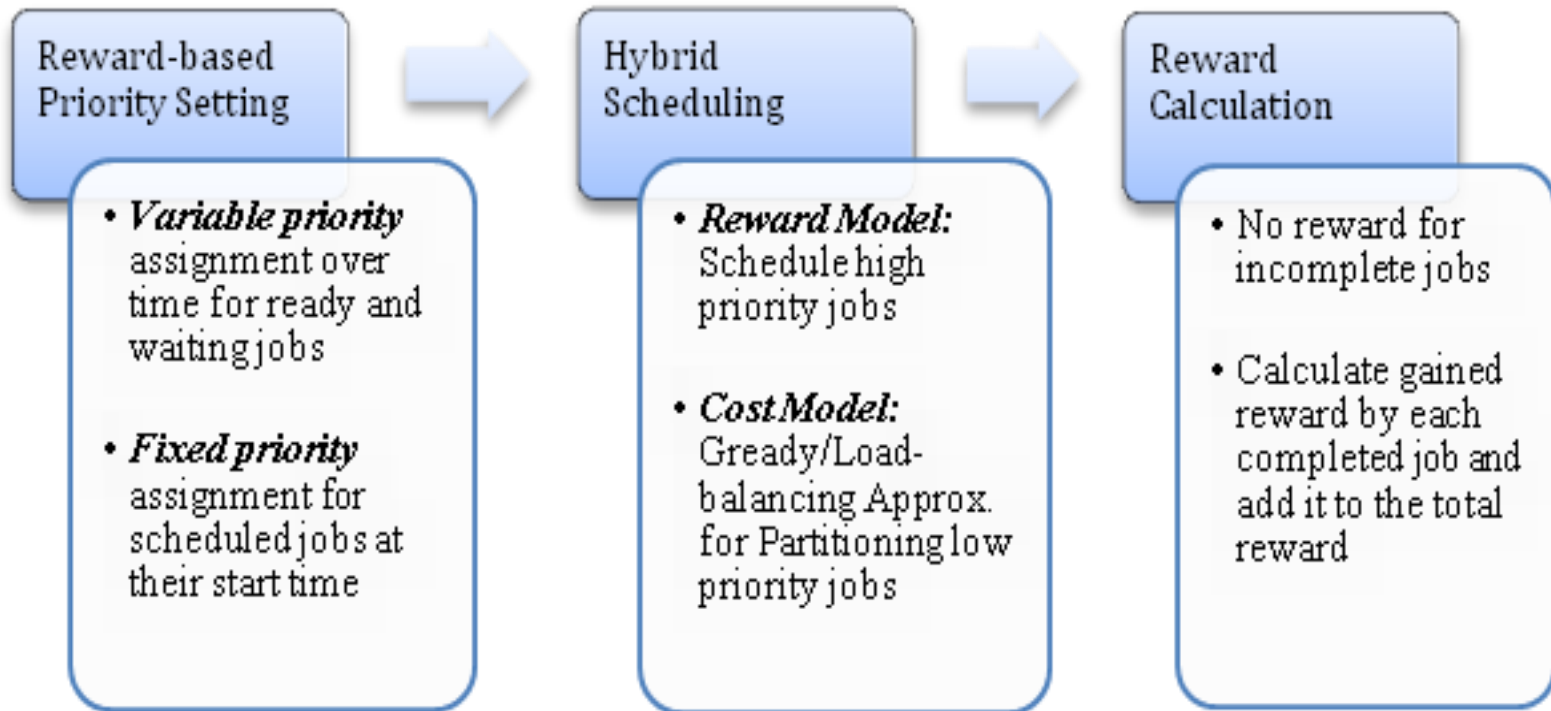 Reward-based
Priority Setting
• Variable priority
assignment over
time for ready and
waiting jobs
• Fixed priority
assignment for
scheduled jobs at
their start time
Hybrid
Scheduling
• Reward Model:
Schedule high
priority jobs
• Cost Model:
Gready/Load-
balancing Approx.
for Partitioning low
priority jobs
Reward
Calculation
• No reward for
incomplete jobs
• Calculate gained
reward by each
completed job and
add it to the total
reward